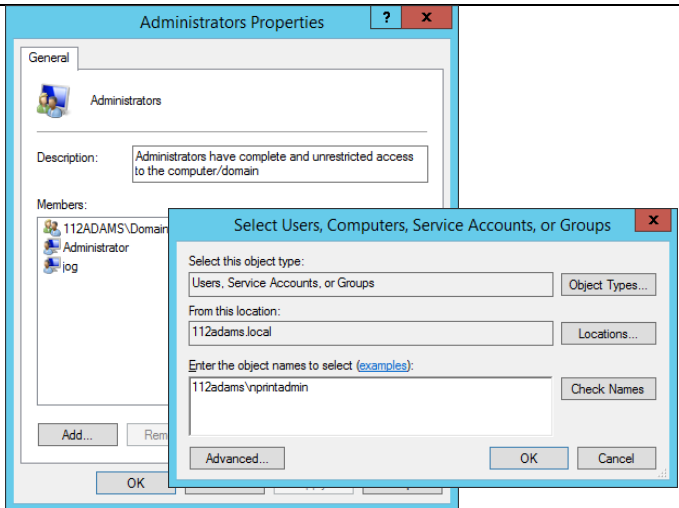 Administrators Properties
?
x
General
Administrators
Description:
Administrators have complete and unrestricted access
to the computer/domain
Members:
112ADAMS\Domain
Administrator
jog
Add...
Rem
OK
Select Users, Computers, Service Accounts, or Groups
x
Select this object type:
Users, Service Accounts, or Groups
Object Types...
From this location:
112adams.local
Locations...
Enter the object names to select (examples):
112adams\nprintadmin
Check Names
Advanced...
OK
Cancel